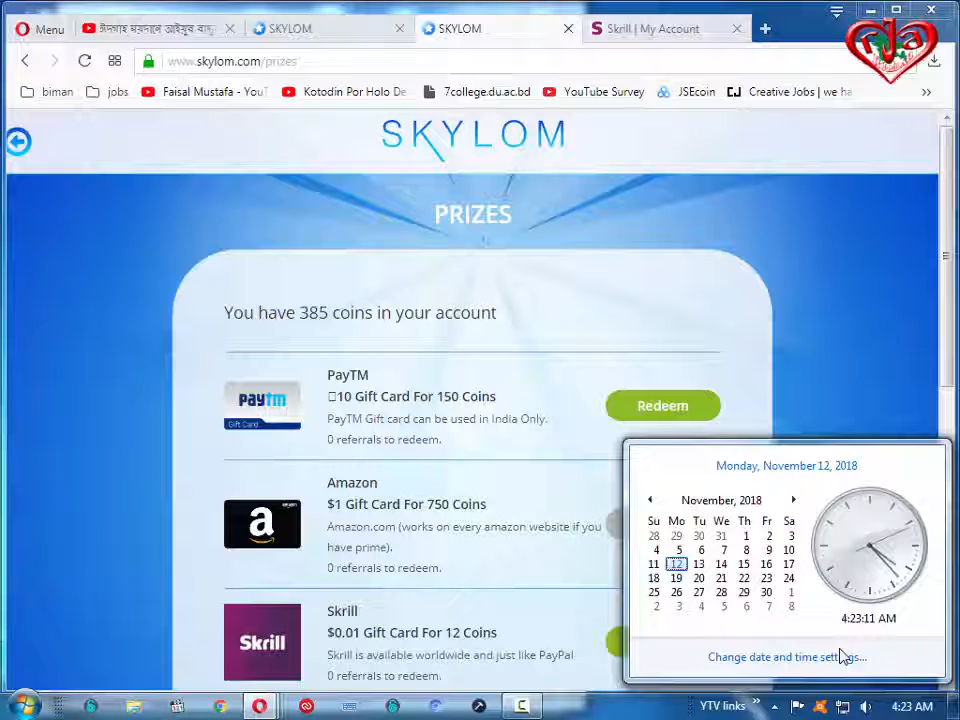 Menu
ঈদগাহ ময়দানে আইয়ুব বাচ্চু
SKYLOM
SKYLOM
Skrill | My Account
rja
www.skylom.com/prizes
biman
jobs
Faisal Mustafa - YouT
Kotodin Por Holo De
7college.du.ac.bd
YouTube Survey
JSEcoin
Creative Jobs | we ha
SKYLOM
PRIZES
You have 385 coins in your account
PayTM
10 Gift Card For 150 Coins
PayTM Gift card can be used in India Only.
0 referrals to redeem.
paytm
Gift Card
Redeem
Amazon
$1 Gift Card For 750 Coins
Amazon.com (works on every amazon website if you
have prime).
0 referrals to redeem.
a
Skrill
$0.01 Gift Card For 12 Coins
Skrill is available worldwide and just like PayPal
0 referrals to redeem.
Skrill
Monday, November 12, 2018
November, 2018
Su Mo Tu We Th Fr Sa
28 29 30 31 1 2 3
4 5 6 7 8 9 10
11 12 13 14 15 16 17
18 19 20 21 22 23 24
25 26 27 28 29 30 1
2 3 4 5 6 7 8
4:23:11 AM
Change date and time settings...
YTV links
4:23 AM